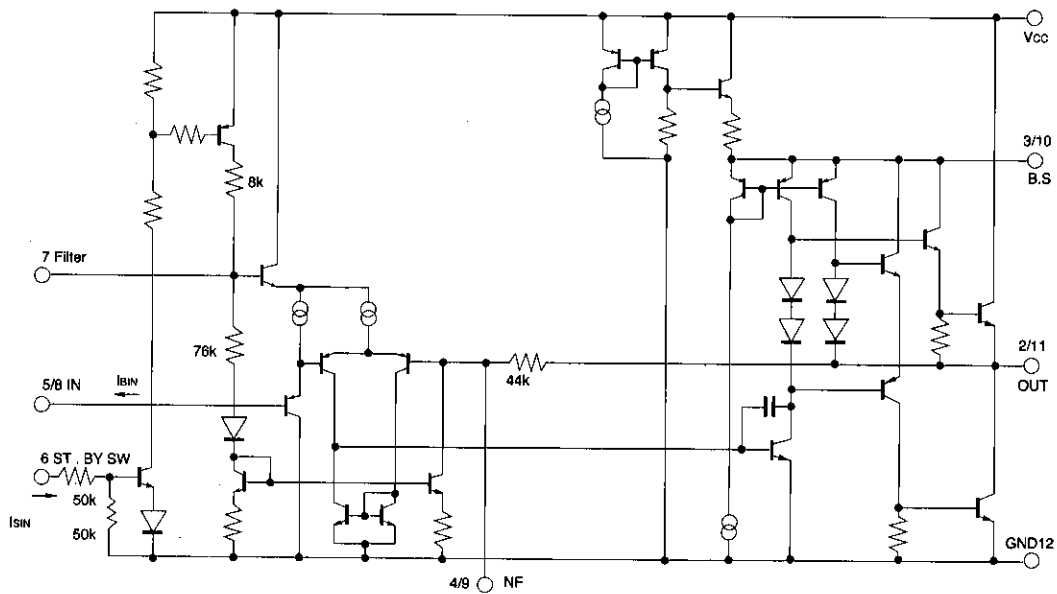 Vcc
3/10
B.S
8k
7 Filter
76k
44k
2/11
OUT
5/8 IN
IBIN
6 ST . BY SW
50k
ISIN
50k
GND12
4/9
NF